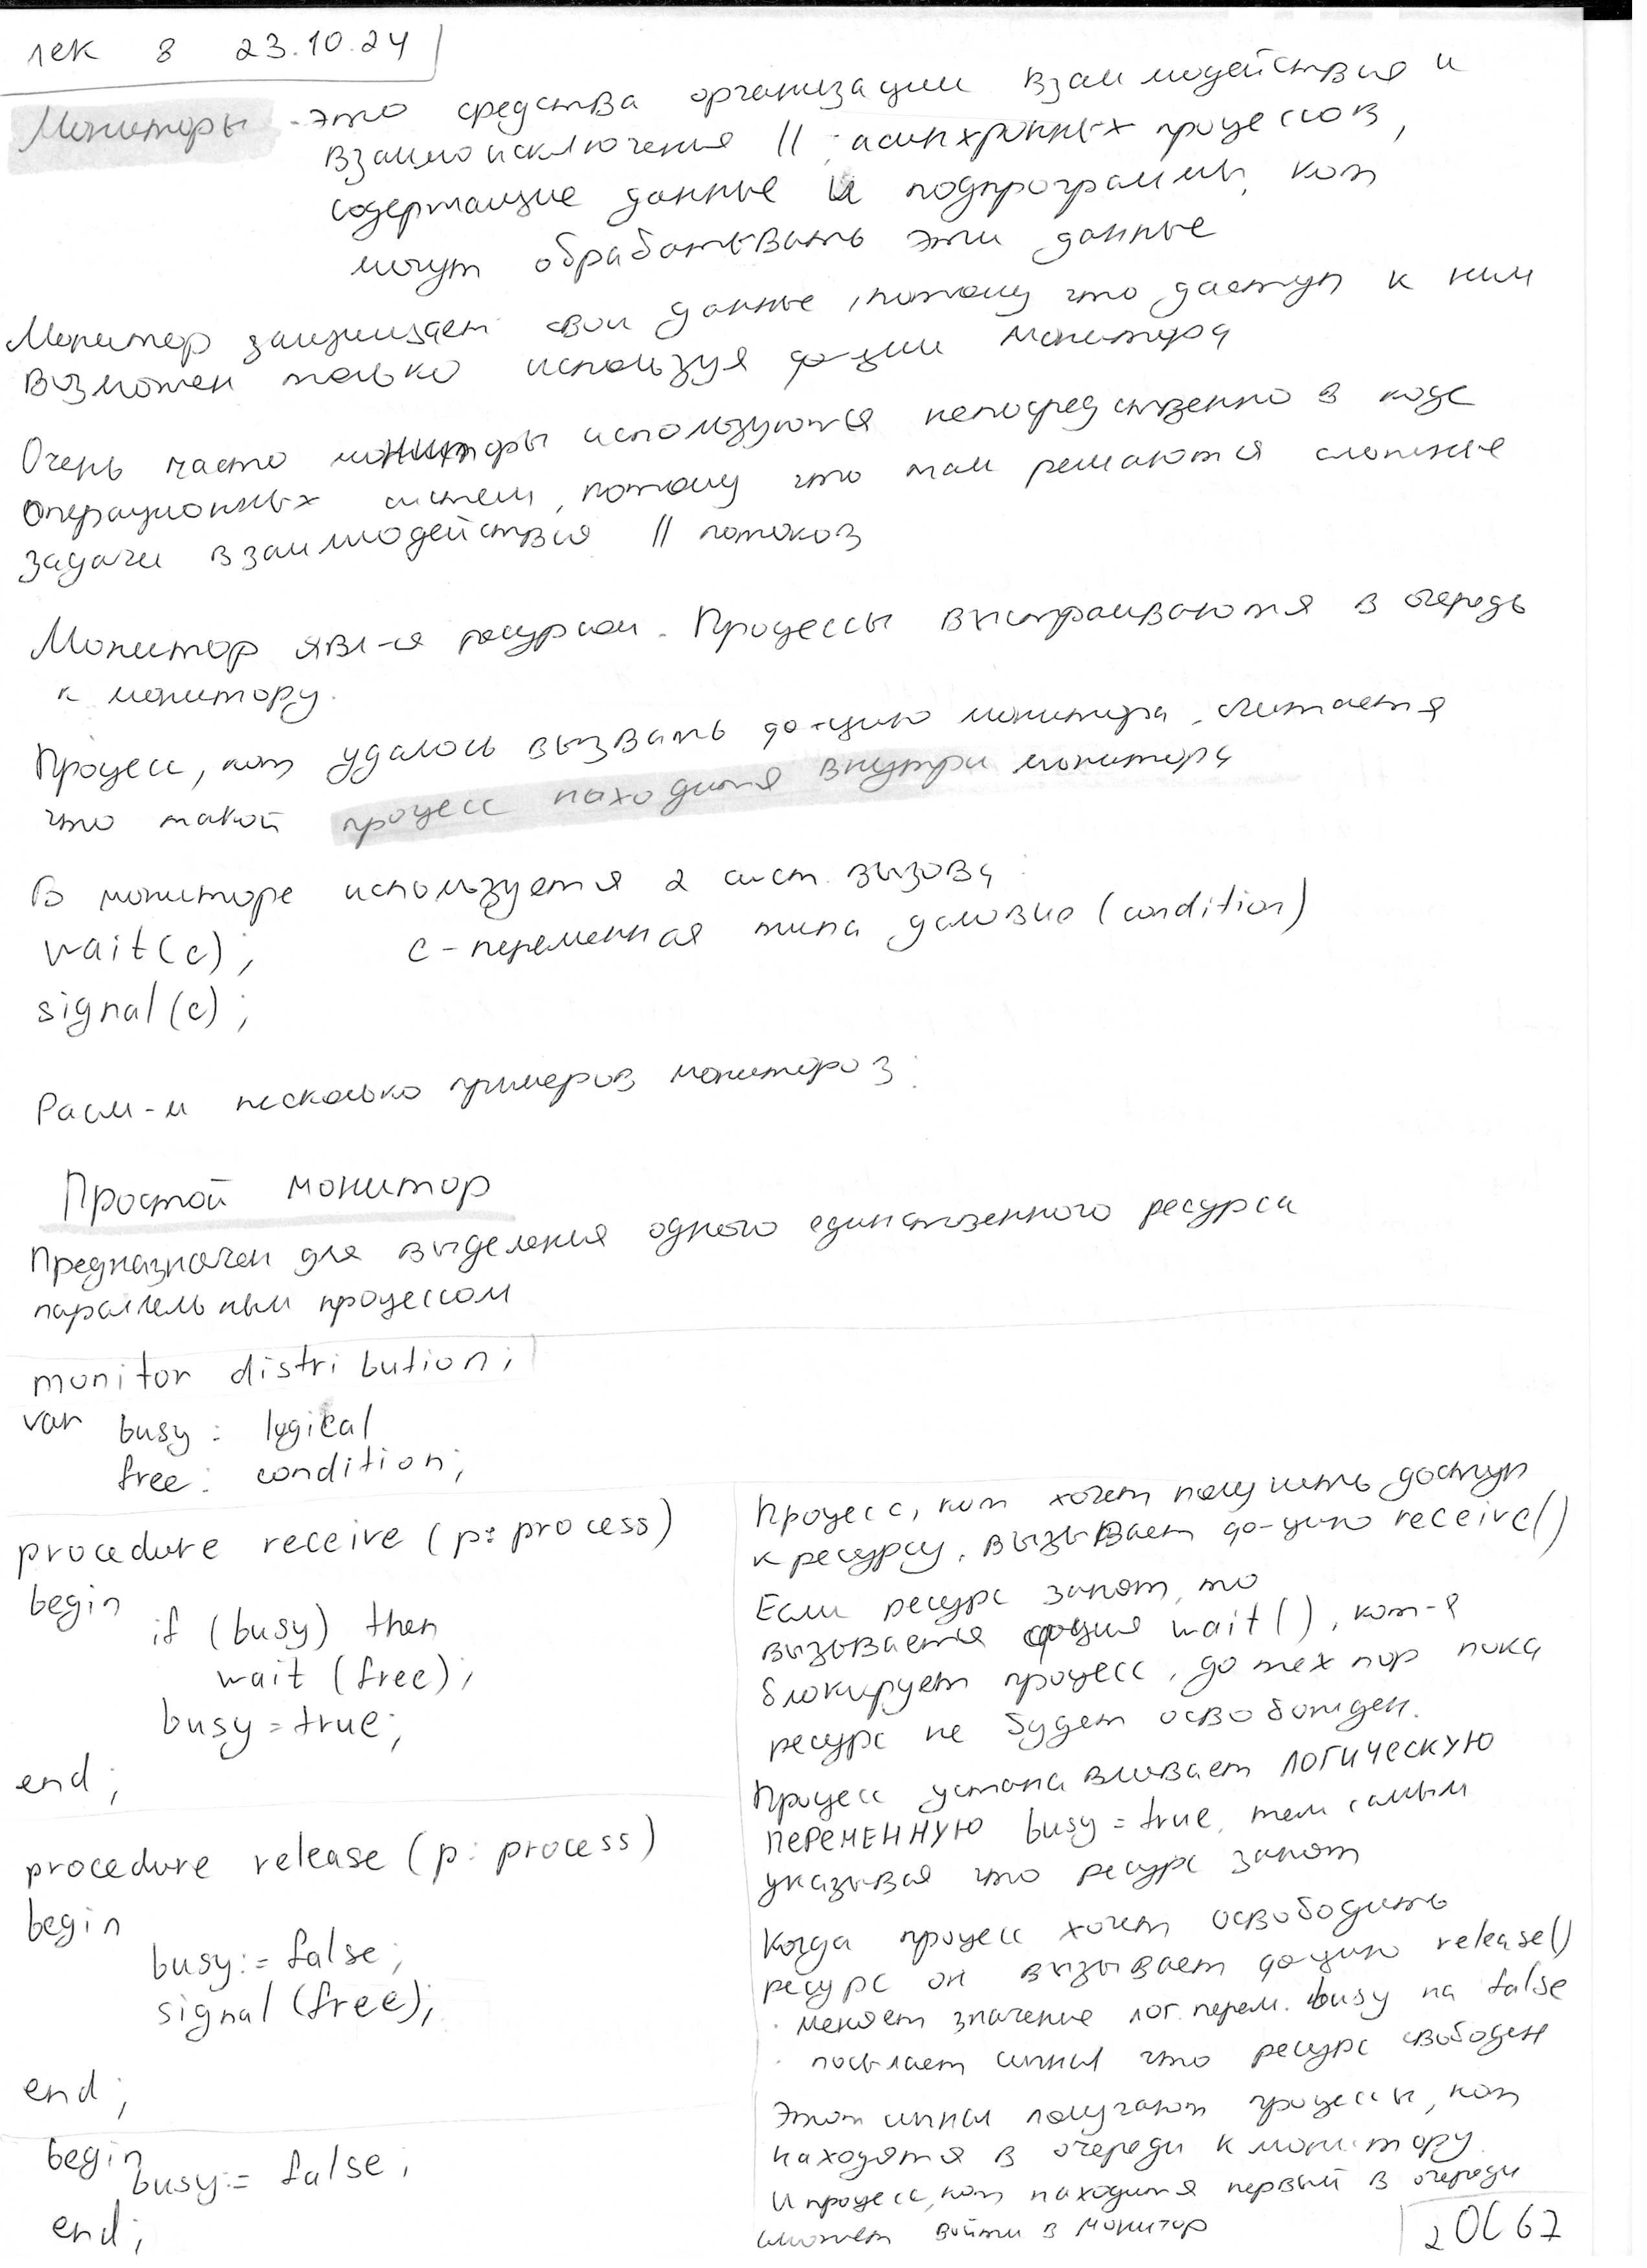 лек 8 23.10.24
Мониторы - это средства организации взаимодействия и
взаимоисключения || асинхронных процессов,
содержащие данные и подпрограммы, кот
могут обрабатывать эти данные
Монитор защищает свои данные, потому что доступ к ним
возможен только используя ф-ции монитора
Очень часто мониторы используются непосредственно в коде
операционных систем, потому что там решаются сложные
задачи взаимодействия || потоков
Монитор явл-ся ресурсом. Процессы выстраиваются в очередь
к монитору.
Процесс, кот удалось вызвать ф-цию монитора, считается
что такой процесс находится внутри монитора
В мониторе используется 2 сист. вызова:
wait(c); c - переменная типа условие (condition)
signal(c);
Расм-м несколько примеров мониторов:
Простой монитор
Предназначен для выделения одного единственного ресурса
параллельным процессом
monitor distribution;
var busy: logical
free: condition;
procedure receive (p: process)
begin
if (busy) then
wait (free);
busy = true;
end;
procedure release (p: process)
begin
busy:= false;
signal (free);
end;
begin
busy:= false;
end;
Процесс, кот хочет получить доступ
к ресурсу, вызывает ф-цию receive()
Если ресурс занят, то
вызывается фция wait(), кот-я
блокирует процесс, до тех пор пока
ресурс не будет освобожден.
Процесс устанавливает ЛОГИЧЕСКУЮ
ПЕРЕМЕННУЮ busy = true, тем самым
указывая что ресурс занят
Когда процесс хочет освободить
ресурс он вызывает ф-цию release()
· меняет значение лог. перем. busy на false
· посылает сигнал что ресурс свободен
Этот сигнал получают процессы, кот
находятся в очереди к монитору.
И процесс, кот находится первый в очереди
сможет войти в монитор
2 ОС 67